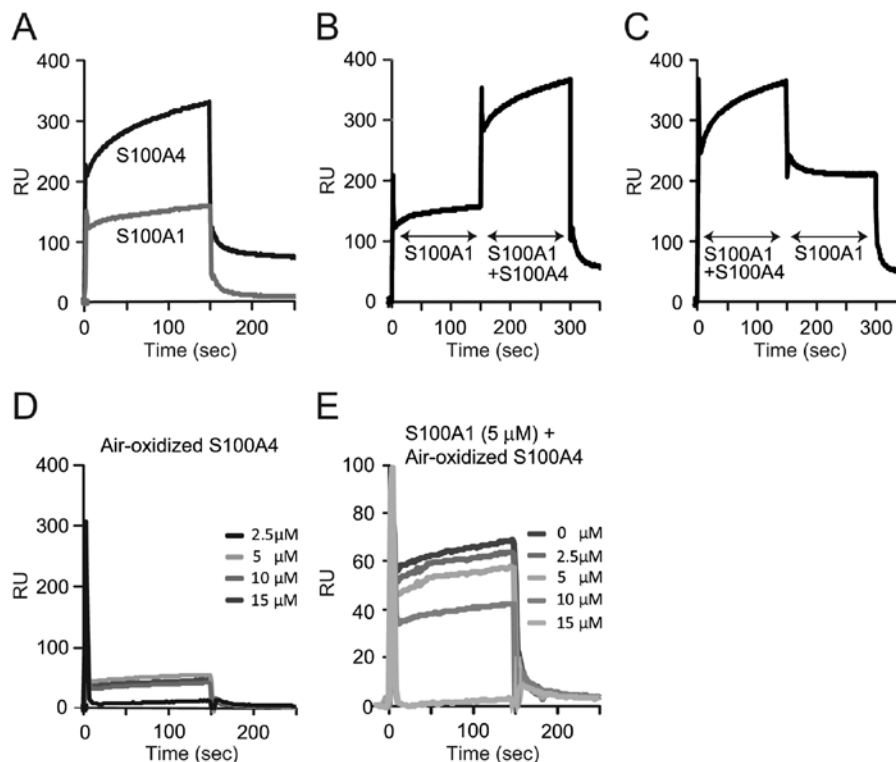 A
400
300
200
100
0
RU
S100A4
S100A1
0
100
200
Time (sec)
B
400
300
200
100
0
RU
S100A1
S100A1
+S100A4
0
100
200
300
Time (sec)
C
400
300
200
100
0
RU
S100A1
+S100A4
S100A1
0
100
200
300
Time (sec)
D
Air-oxidized S100A4
400
300
200
100
0
RU
2.5μM
5 μM
10 μM
15 μM
0
100
200
Time (sec)
E
S100A1 (5 μM) +
Air-oxidized S100A4
100
80
60
40
20
0
RU
0 μM
2.5μM
5 μM
10 μM
15 μM
0
100
200
Time (sec)